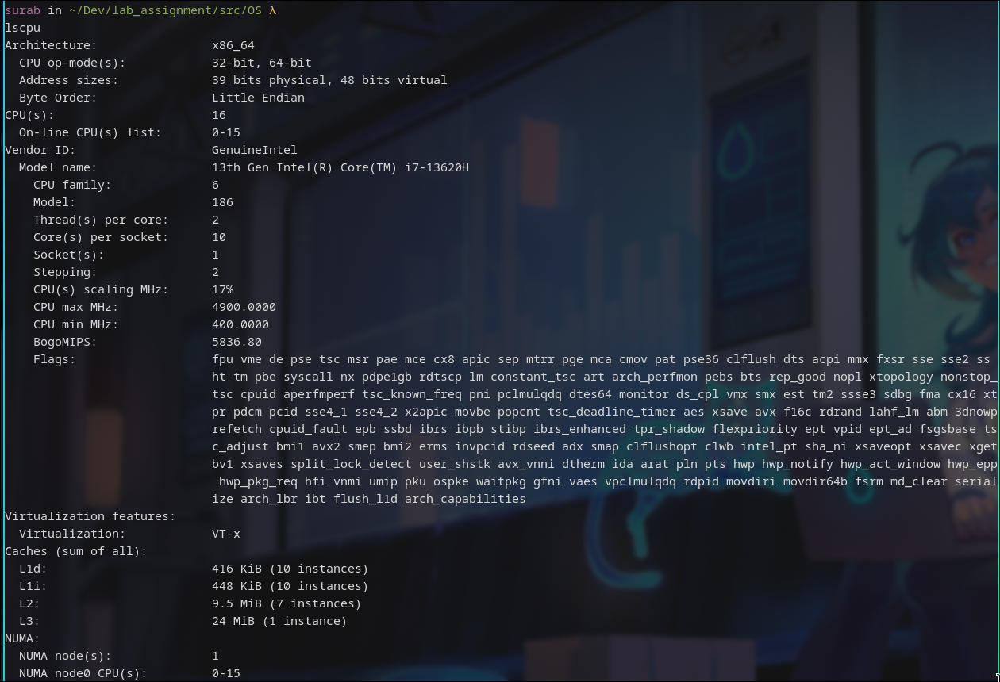 surab in ~/Dev/lab_assignment/src/OS λ
lscpu
Architecture: x86_64
CPU op-mode(s): 32-bit, 64-bit
Address sizes: 39 bits physical, 48 bits virtual
Byte Order: Little Endian
CPU(s): 16
On-line CPU(s) list: 0-15
Vendor ID: GenuineIntel
Model name: 13th Gen Intel(R) Core(TM) i7-13620H
CPU family: 6
Model: 186
Thread(s) per core: 2
Core(s) per socket: 10
Socket(s): 1
Stepping: 2
CPU(s) scaling MHz: 17%
CPU max MHz: 4900.0000
CPU min MHz: 400.0000
BogoMIPS: 5836.80
Flags: fpu vme de pse tsc msr pae mce cx8 apic sep mtrr pge mca cmov pat pse36 clflush dts acpi mmx fxsr sse sse2 ss
ht tm pbe syscall nx pdpe1gb rdtscp lm constant_tsc art arch_perfmon pebs bts rep_good nopl xtopology nonstop_
tsc cpuid aperfmperf tsc_known_freq pni pclmulqdq dtes64 monitor ds_cpl vmx smx est tm2 ssse3 sdbg fma cx16 xt
pr pdcm pcid sse4_1 sse4_2 x2apic movbe popcnt tsc_deadline_timer aes xsave avx f16c rdrand lahf_lm abm 3dnowp
refetch cpuid_fault epb ssbd ibrs ibpb stibp ibrs_enhanced tpr_shadow flexpriority ept vpid ept_ad fsgsbase ts
c_adjust bmi1 avx2 smep bmi2 erms invpcid rdseed adx smap clflushopt clwb intel_pt sha_ni xsaveopt xsavec xget
bv1 xsaves split_lock_detect user_shstk avx_vnni dtherm ida arat pln pts hwp hwp_notify hwp_act_window hwp_epp
hwp_pkg_req hfi vnmi umip pku ospke waitpkg gfni vaes vpclmulqdq rdpid movdiri movdir64b fsrm md_clear serial
ize arch_lbr ibt flush_l1d arch_capabilities
Virtualization features:
Virtualization: VT-x
Caches (sum of all):
L1d: 416 KiB (10 instances)
L1i: 448 KiB (10 instances)
L2: 9.5 MiB (7 instances)
L3: 24 MiB (1 instance)
NUMA:
NUMA node(s): 1
NUMA node0 CPU(s): 0-15